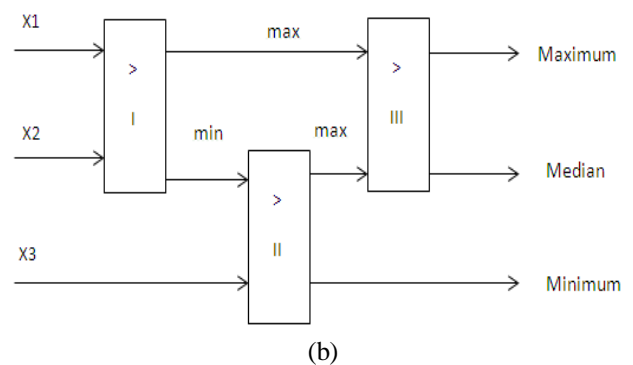 X1
max
>
>
Maximum
I
III
X2
min
max
>
Median
X3
II
Minimum
(b)